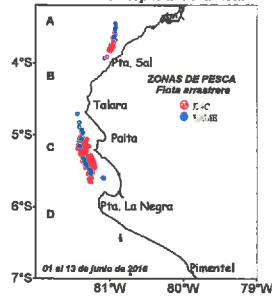 A
4°S
Pta. Sal
B
ZONAS DE PESCA
Flota arrastrera
Talara
5°S
Paita
C
6°S
Pta. La Negra
D
01 al 13 de junio de 2016
Pimentel
7°S
81°W
80°W
79°W